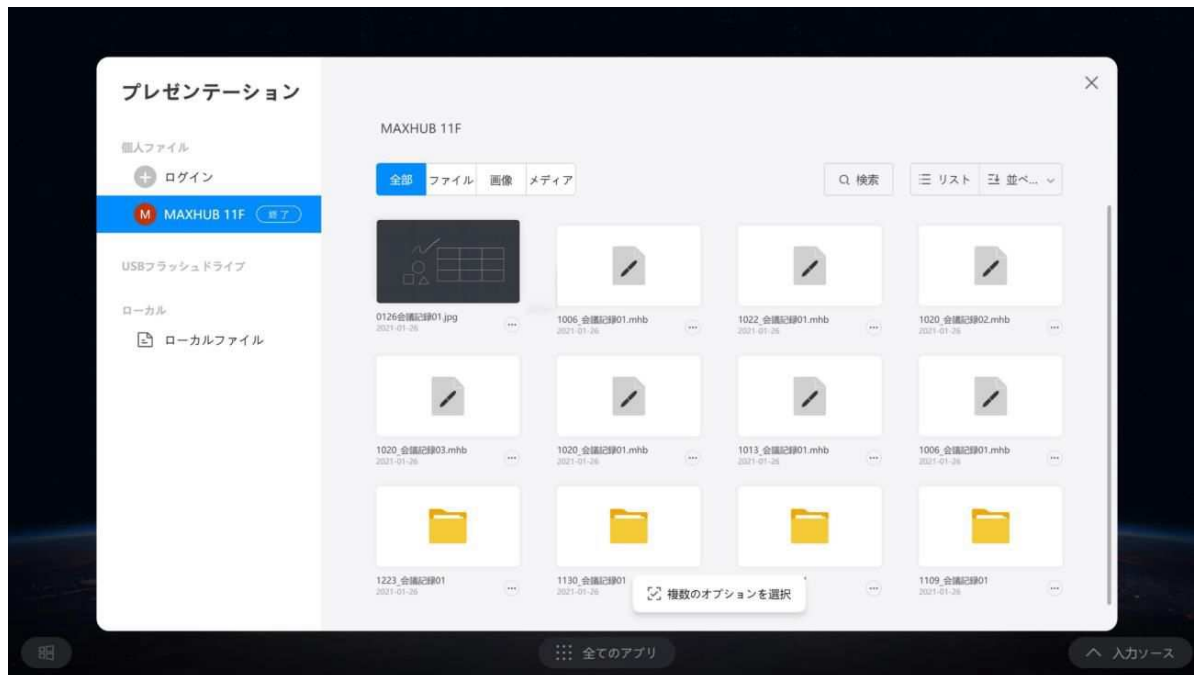 プレゼンテーション
個人ファイル
ログイン
M MAXHUB 11F 終了
USBフラッシュドライブ
ローカル
ローカルファイル
MAXHUB 11F
全部 ファイル 画像 メディア
検索 リスト 並べ...
0126会議記録01.jpg 1006_会議記録01.mhb 1022_会議記録01.mhb 1020_会議記録02.mhb
2021-01-26 2021-01-26 2021-01-26 2021-01-26
1020_会議記録03.mhb 1020_会議記録01.mhb 1013_会議記録01.mhb 1006_会議記録01.mhb
2021-01-26 2021-01-26 2021-01-26 2021-01-26
1223_会議記録01 1130_会議記録01 1109_会議記録01
2021-01-26 2021-01-26 2021-01-26
複数のオプションを選択
全てのアプリ
入力ソース